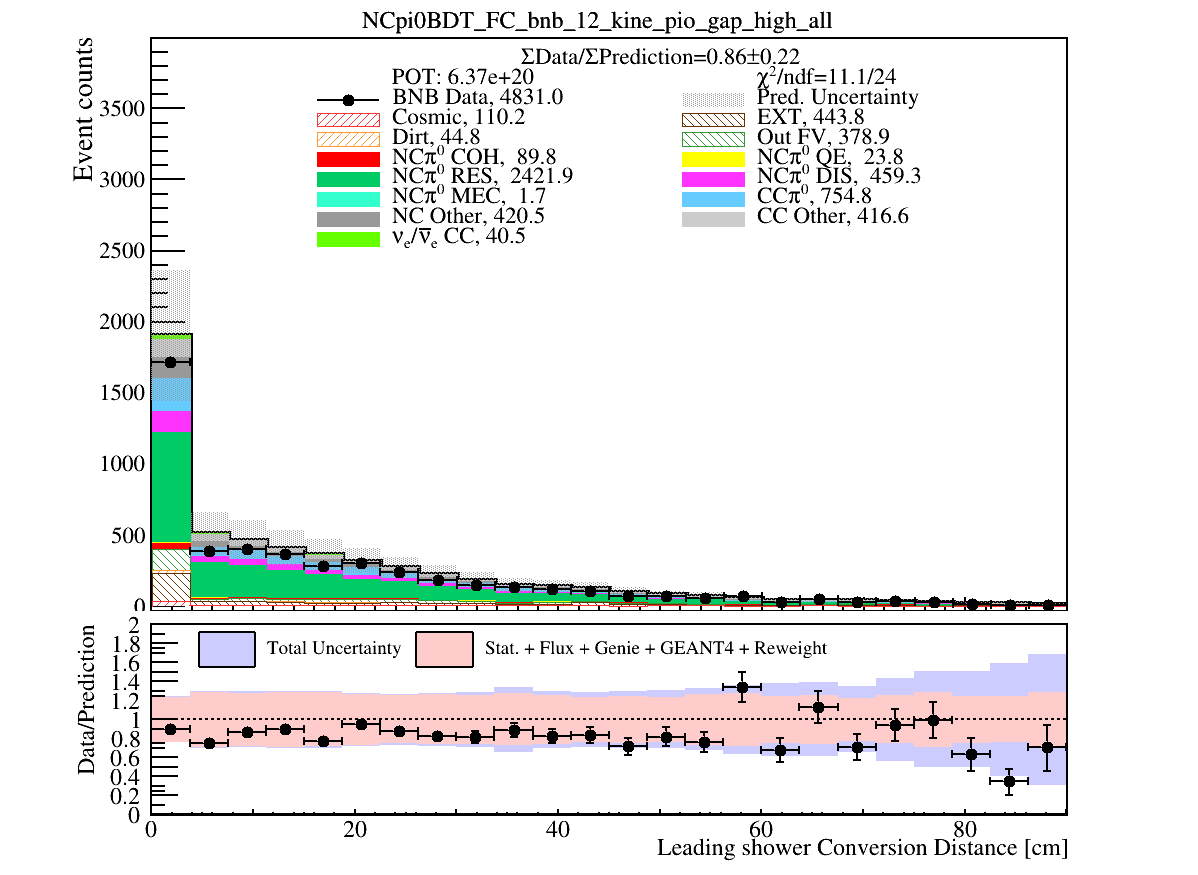 NCpi0BDT_FC_bnb_12_kine_pio_gap_high_all
ΣData/ΣPrediction=0.86±0.22
POT: 6.37e+20
χ²/ndf=11.1/24
BNB Data, 4831.0
Pred. Uncertainty
Cosmic, 110.2
EXT, 443.8
Dirt, 44.8
Out FV, 378.9
NCπ⁰ COH, 89.8
NCπ⁰ QE, 23.8
NCπ⁰ RES, 2421.9
NCπ⁰ DIS, 459.3
NCπ⁰ MEC, 1.7
CCπ⁰, 754.8
NC Other, 420.5
CC Other, 416.6
νₑ/ν̅ₑ CC, 40.5
Event counts
3500
3000
2500
2000
1500
1000
500
0
Data/Prediction
2
1.8
1.6
1.4
1.2
1
0.8
0.6
0.4
0.2
0
Total Uncertainty
Stat. + Flux + Genie + GEANT4 + Reweight
0 20 40 60 80
Leading shower Conversion Distance [cm]